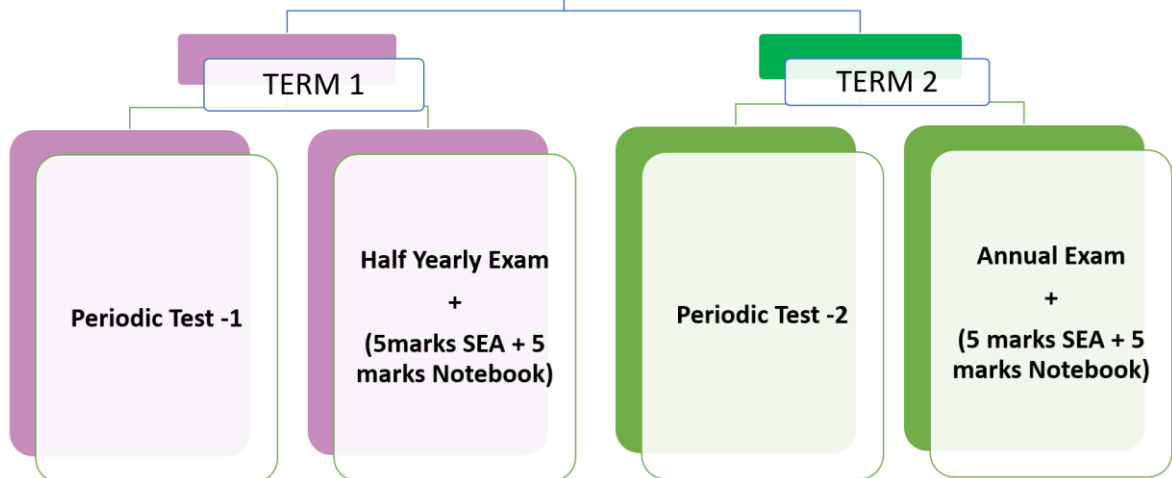 TERM 1
TERM 2
Periodic Test -1
Half Yearly Exam
+
(5marks SEA + 5
marks Notebook)
Periodic Test -2
Annual Exam
+
(5 marks SEA + 5
marks Notebook)